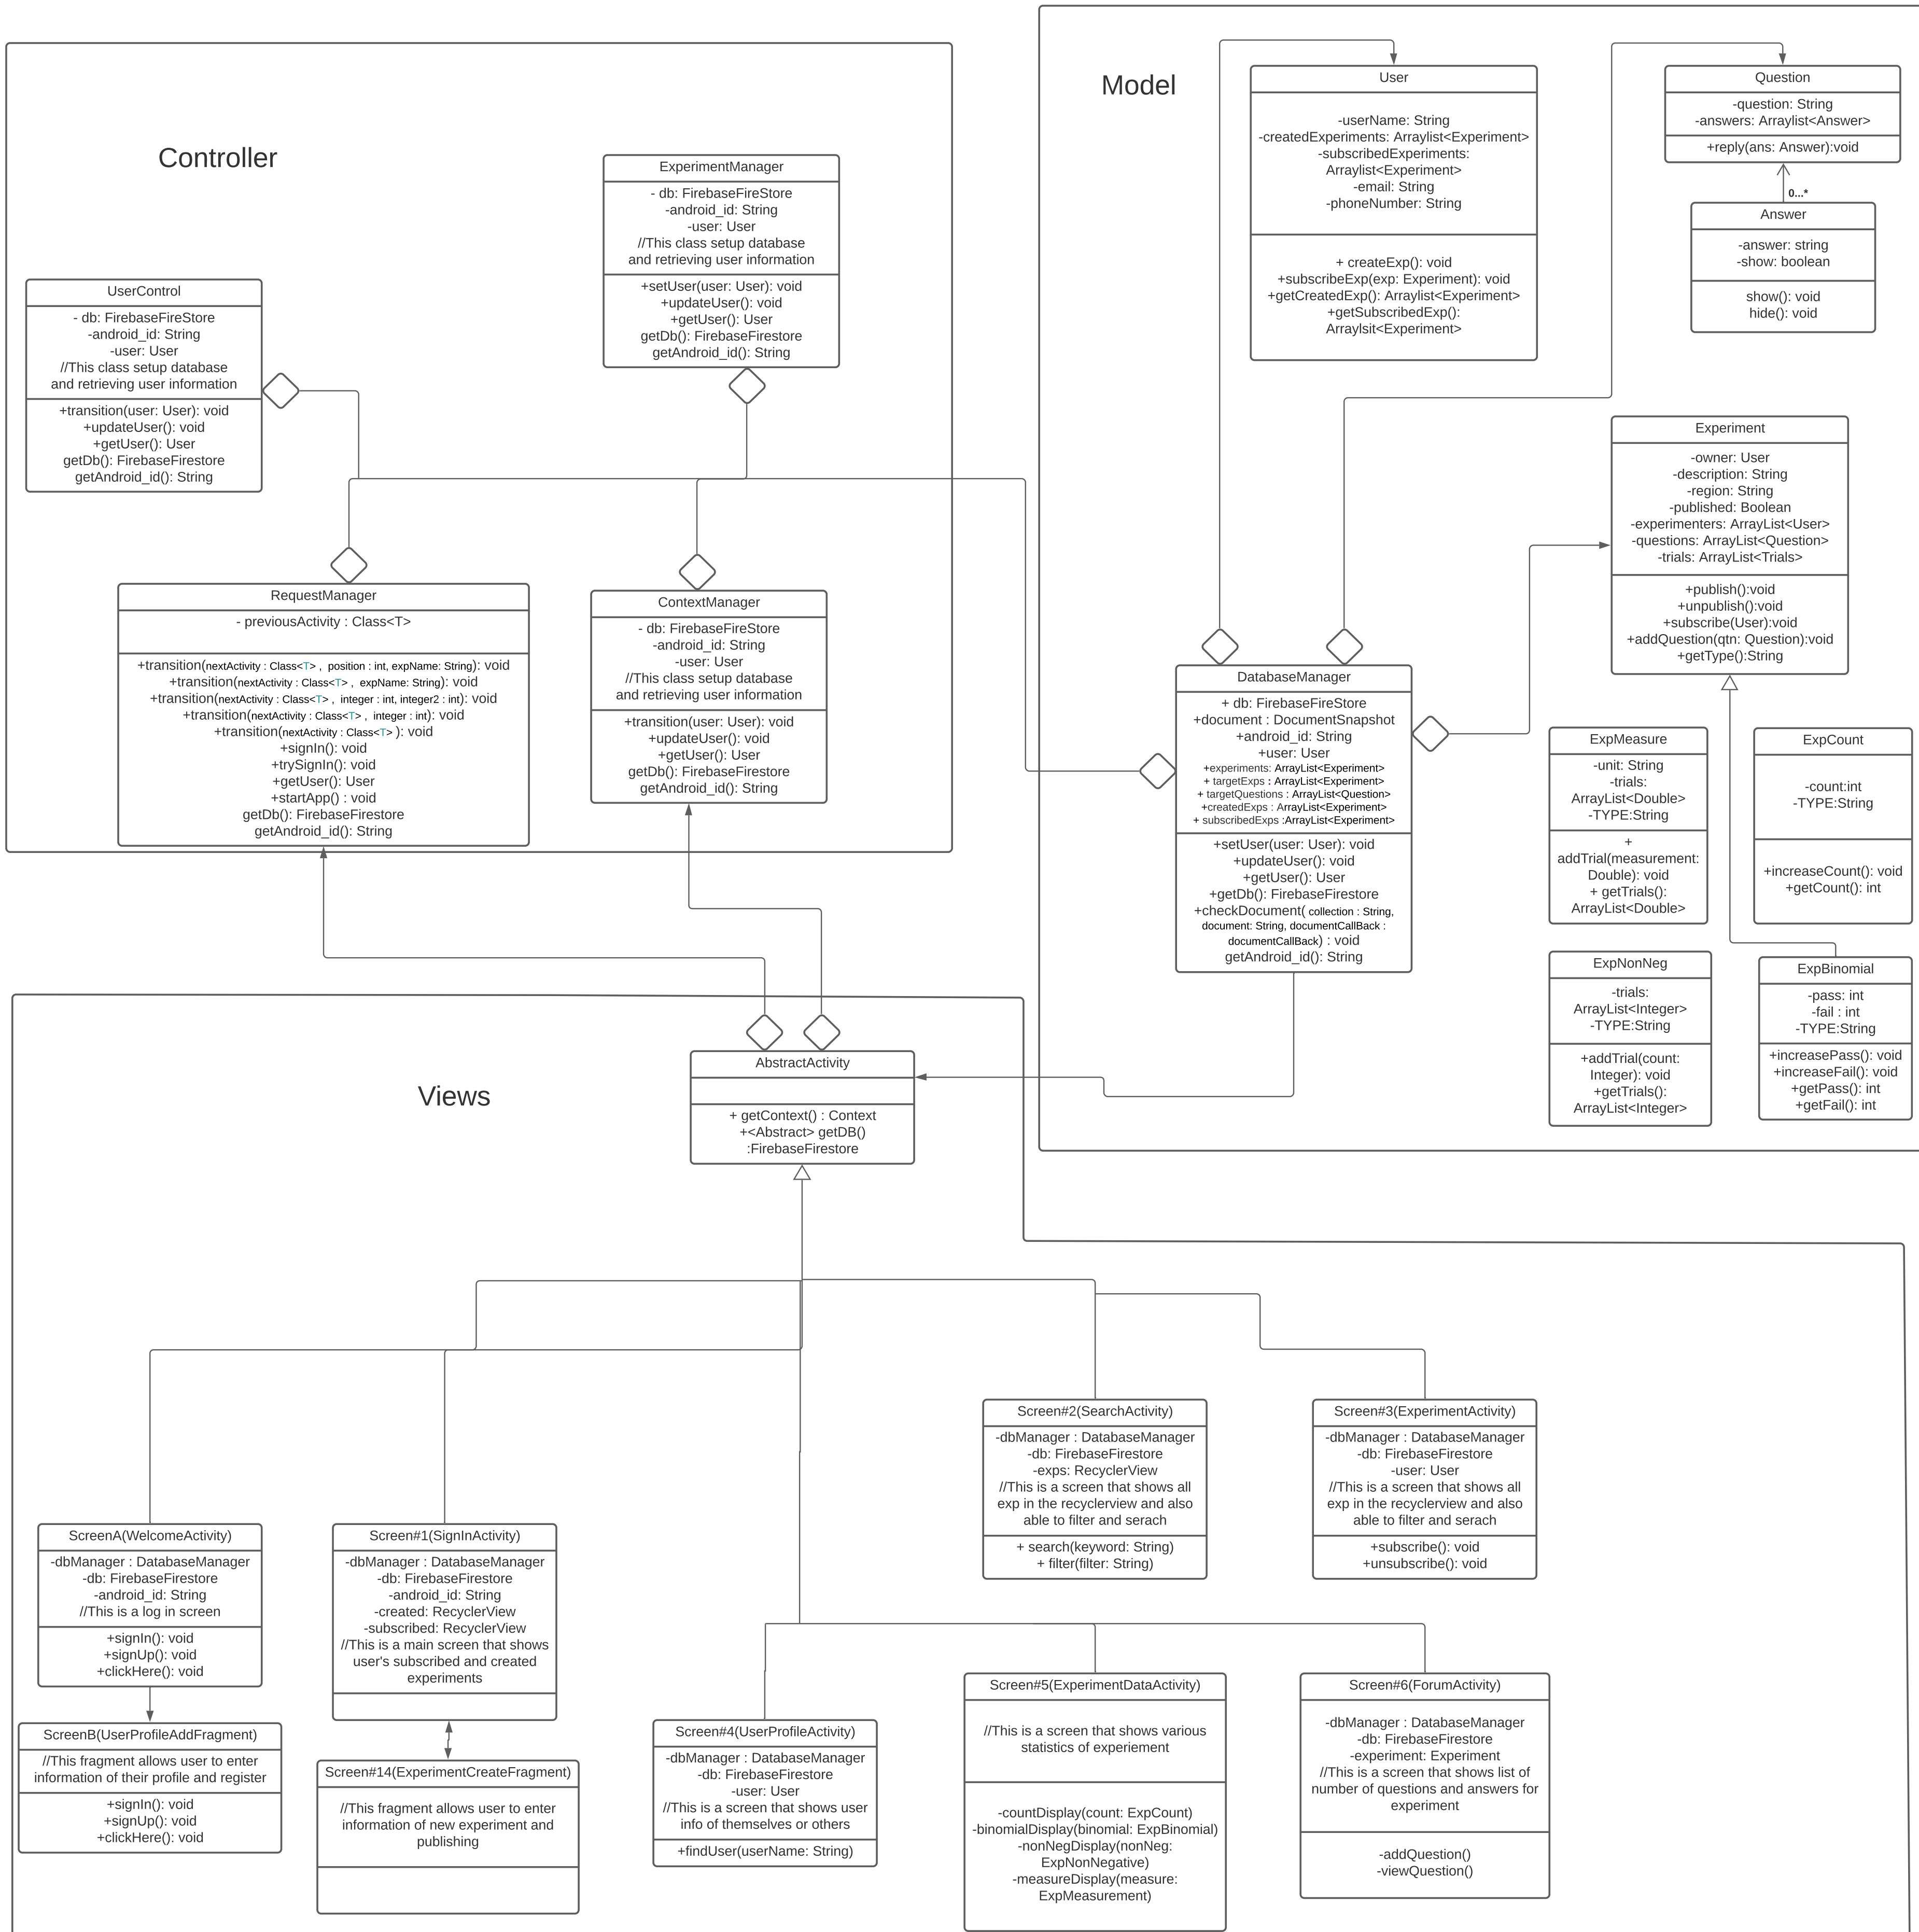 Controller
UserControl
- db: FirebaseFireStore
-android_id: String
-user: User
//This class setup database
and retrieving user information
+transition(user: User): void
+updateUser(): void
+getUser(): User
getDb(): FirebaseFirestore
getAndroid_id(): String
ExperimentManager
- db: FirebaseFireStore
-android_id: String
-user: User
//This class setup database
and retrieving user information
+setUser(user: User): void
+updateUser(): void
+getUser(): User
getDb(): FirebaseFirestore
getAndroid_id(): String
RequestManager
- previousActivity : Class<T>
+transition(nextActivity : Class<T> , position : int, expName: String): void
+transition(nextActivity : Class<T> , expName: String): void
+transition(nextActivity : Class<T> , integer : int, integer2 : int): void
+transition(nextActivity : Class<T> , integer : int): void
+transition(nextActivity : Class<T> ): void
+signIn(): void
+trySignIn(): void
+getUser(): User
+startApp() : void
getDb(): FirebaseFirestore
getAndroid_id(): String
ContextManager
- db: FirebaseFireStore
-android_id: String
-user: User
//This class setup database
and retrieving user information
+transition(user: User): void
+updateUser(): void
+getUser(): User
getDb(): FirebaseFirestore
getAndroid_id(): String
Model
User
-userName: String
-createdExperiments: Arraylist<Experiment>
-subscribedExperiments:
Arraylist<Experiment>
-email: String
-phoneNumber: String
+ createExp(): void
+subscribeExp(exp: Experiment): void
+getCreatedExp(): Arraylist<Experiment>
+getSubscribedExp():
Arraylsit<Experiment>
Question
-question: String
-answers: Arraylist<Answer>
+reply(ans: Answer):void
0...*
Answer
-answer: string
-show: boolean
show(): void
hide(): void
Experiment
-owner: User
-description: String
-region: String
-published: Boolean
-experimenters: ArrayList<User>
-questions: ArrayList<Question>
-trials: ArrayList<Trials>
+publish():void
+unpublish():void
+subscribe(User):void
+addQuestion(qtn: Question):void
+getType():String
DatabaseManager
+ db: FirebaseFireStore
+document : DocumentSnapshot
+android_id: String
+user: User
+experiments: ArrayList<Experiment>
+ targetExps : ArrayList<Experiment>
+ targetQuestions : ArrayList<Question>
+createdExps : ArrayList<Experiment>
+ subscribedExps :ArrayList<Experiment>
+setUser(user: User): void
+updateUser(): void
+getUser(): User
+getDb(): FirebaseFirestore
+checkDocument( collection : String,
document: String, documentCallBack :
documentCallBack) : void
getAndroid_id(): String
ExpMeasure
-unit: String
-trials:
ArrayList<Double>
-TYPE:String
+
addTrial(measurement:
Double): void
+ getTrials():
ArrayList<Double>
ExpCount
-count:int
-TYPE:String
+increaseCount(): void
+getCount(): int
ExpNonNeg
-trials:
ArrayList<Integer>
-TYPE:String
+addTrial(count:
Integer): void
+getTrials():
ArrayList<Integer>
ExpBinomial
-pass: int
-fail : int
-TYPE:String
+increasePass(): void
+increaseFail(): void
+getPass(): int
+getFail(): int
Views
AbstractActivity
+ getContext() : Context
+<Abstract> getDB()
:FirebaseFirestore
Screen#2(SearchActivity)
-dbManager : DatabaseManager
-db: FirebaseFirestore
-exps: RecyclerView
//This is a screen that shows all
exp in the recyclerview and also
able to filter and serach
+ search(keyword: String)
+ filter(filter: String)
Screen#3(ExperimentActivity)
-dbManager : DatabaseManager
-db: FirebaseFirestore
-user: User
//This is a screen that shows all
exp in the recyclerview and also
able to filter and serach
+subscribe(): void
+unsubscribe(): void
ScreenA(WelcomeActivity)
-dbManager : DatabaseManager
-db: FirebaseFirestore
-android_id: String
//This is a log in screen
+signIn(): void
+signUp(): void
+clickHere(): void
Screen#1(SignInActivity)
-dbManager : DatabaseManager
-db: FirebaseFirestore
-android_id: String
-created: RecyclerView
-subscribed: RecyclerView
//This is a main screen that shows
user's subscribed and created
experiments
ScreenB(UserProfileAddFragment)
//This fragment allows user to enter
information of their profile and register
+signIn(): void
+signUp(): void
+clickHere(): void
Screen#14(ExperimentCreateFragment)
//This fragment allows user to enter
information of new experiment and
publishing
Screen#4(UserProfileActivity)
-dbManager : DatabaseManager
-db: FirebaseFirestore
-user: User
//This is a screen that shows user
info of themselves or others
+findUser(userName: String)
Screen#5(ExperimentDataActivity)
//This is a screen that shows various
statistics of experiement
-countDisplay(count: ExpCount)
-binomialDisplay(binomial: ExpBinomial)
-nonNegDisplay(nonNeg:
ExpNonNegative)
-measureDisplay(measure:
ExpMeasurement)
Screen#6(ForumActivity)
-dbManager : DatabaseManager
-db: FirebaseFirestore
-experiment: Experiment
//This is a screen that shows list of
number of questions and answers for
experiment
-addQuestion()
-viewQuestion()